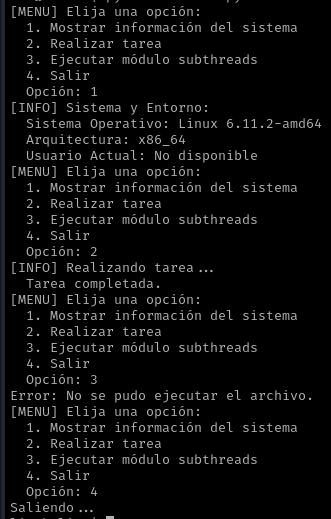 [MENU] Elija una opción:
  1. Mostrar información del sistema
  2. Realizar tarea
  3. Ejecutar módulo subthreads
  4. Salir
  Opción: 1
[INFO] Sistema y Entorno:
  Sistema Operativo: Linux 6.11.2-amd64
  Arquitectura: x86_64
  Usuario Actual: No disponible
[MENU] Elija una opción:
  1. Mostrar información del sistema
  2. Realizar tarea
  3. Ejecutar módulo subthreads
  4. Salir
  Opción: 2
[INFO] Realizando tarea...
  Tarea completada.
[MENU] Elija una opción:
  1. Mostrar información del sistema
  2. Realizar tarea
  3. Ejecutar módulo subthreads
  4. Salir
  Opción: 3
Error: No se pudo ejecutar el archivo.
[MENU] Elija una opción:
  1. Mostrar información del sistema
  2. Realizar tarea
  3. Ejecutar módulo subthreads
  4. Salir
  Opción: 4
Saliendo...